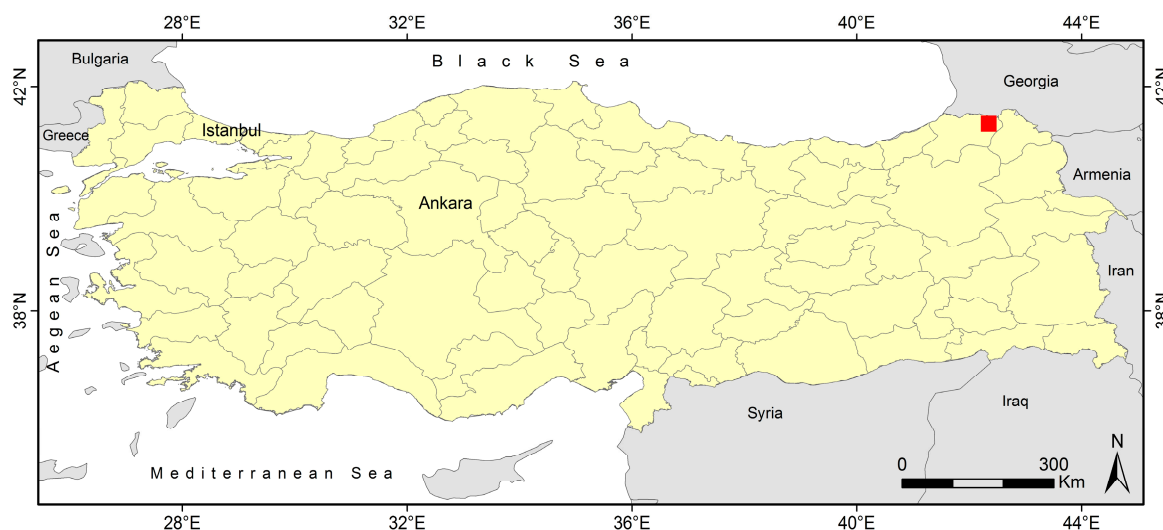 28°E 32°E 36°E 40°E 44°E
Bulgaria
Black Sea
Georgia
42°N
42°N
Greece
Istanbul
Armenia
Ankara
Aegean Sea
Iran
38°N
38°N
Syria
Iraq
Mediterranean Sea
N
0 300
Km
28°E 32°E 36°E 40°E 44°E